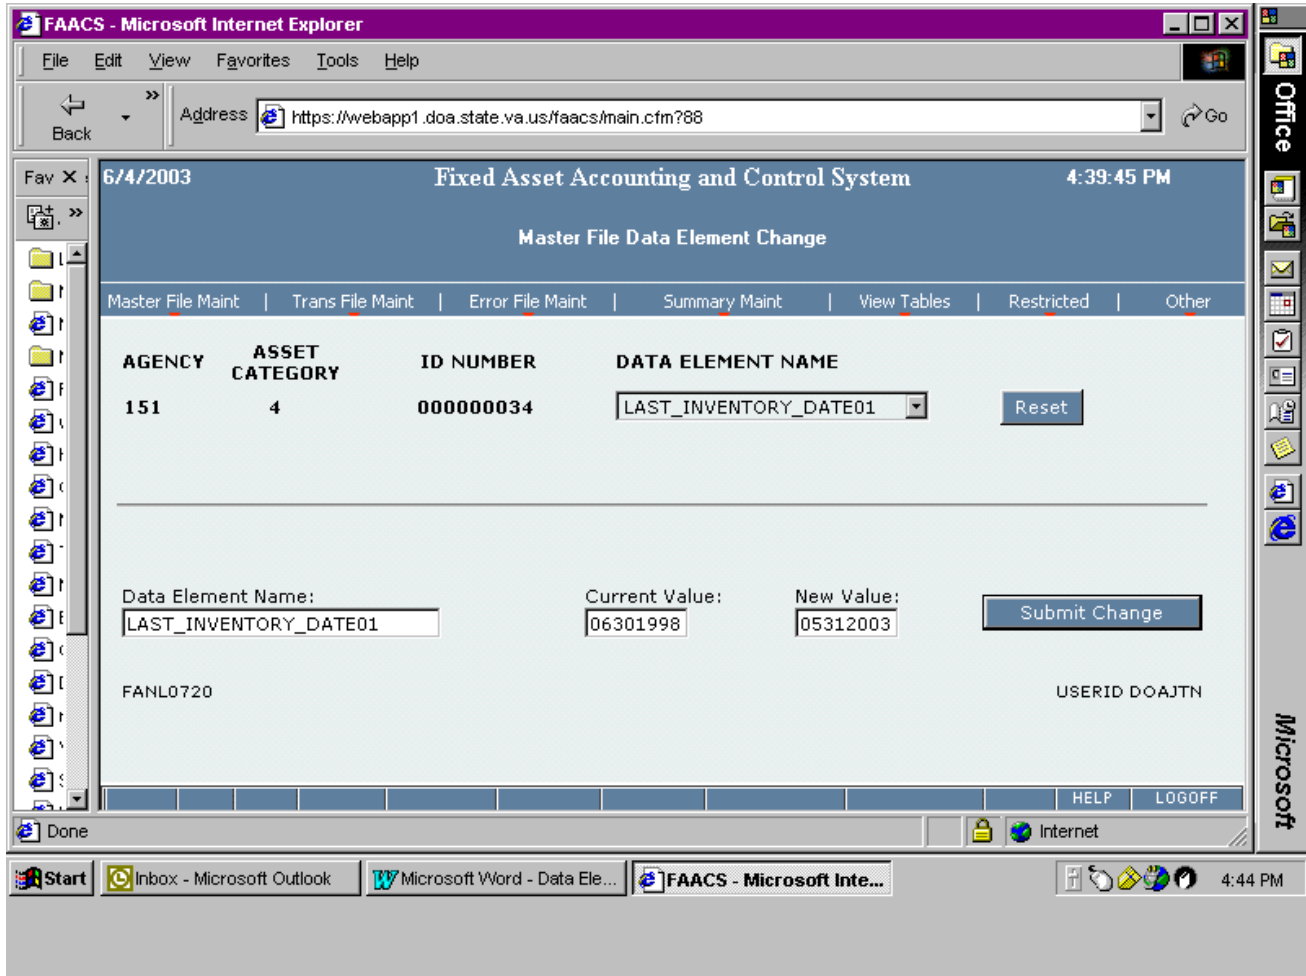 FAACS - Microsoft Internet Explorer
File Edit View Favorites Tools Help
Back » Address https://webapp1.doa.state.va.us/faacs/main.cfm?88 Go
Fav X
6/4/2003 Fixed Asset Accounting and Control System 4:39:45 PM
Master File Data Element Change
Master File Maint | Trans File Maint | Error File Maint | Summary Maint | View Tables | Restricted | Other
AGENCY ASSET CATEGORY ID NUMBER DATA ELEMENT NAME
151 4 000000034 LAST_INVENTORY_DATE01 Reset
Data Element Name: Current Value: New Value:
LAST_INVENTORY_DATE01 06301998 05312003 Submit Change
FANL0720 USERID DOAJTN
HELP LOGOFF
Done Internet
Start Inbox - Microsoft Outlook Microsoft Word - Data Ele... FAACS - Microsoft Inte... 4:44 PM
Office
Microsoft